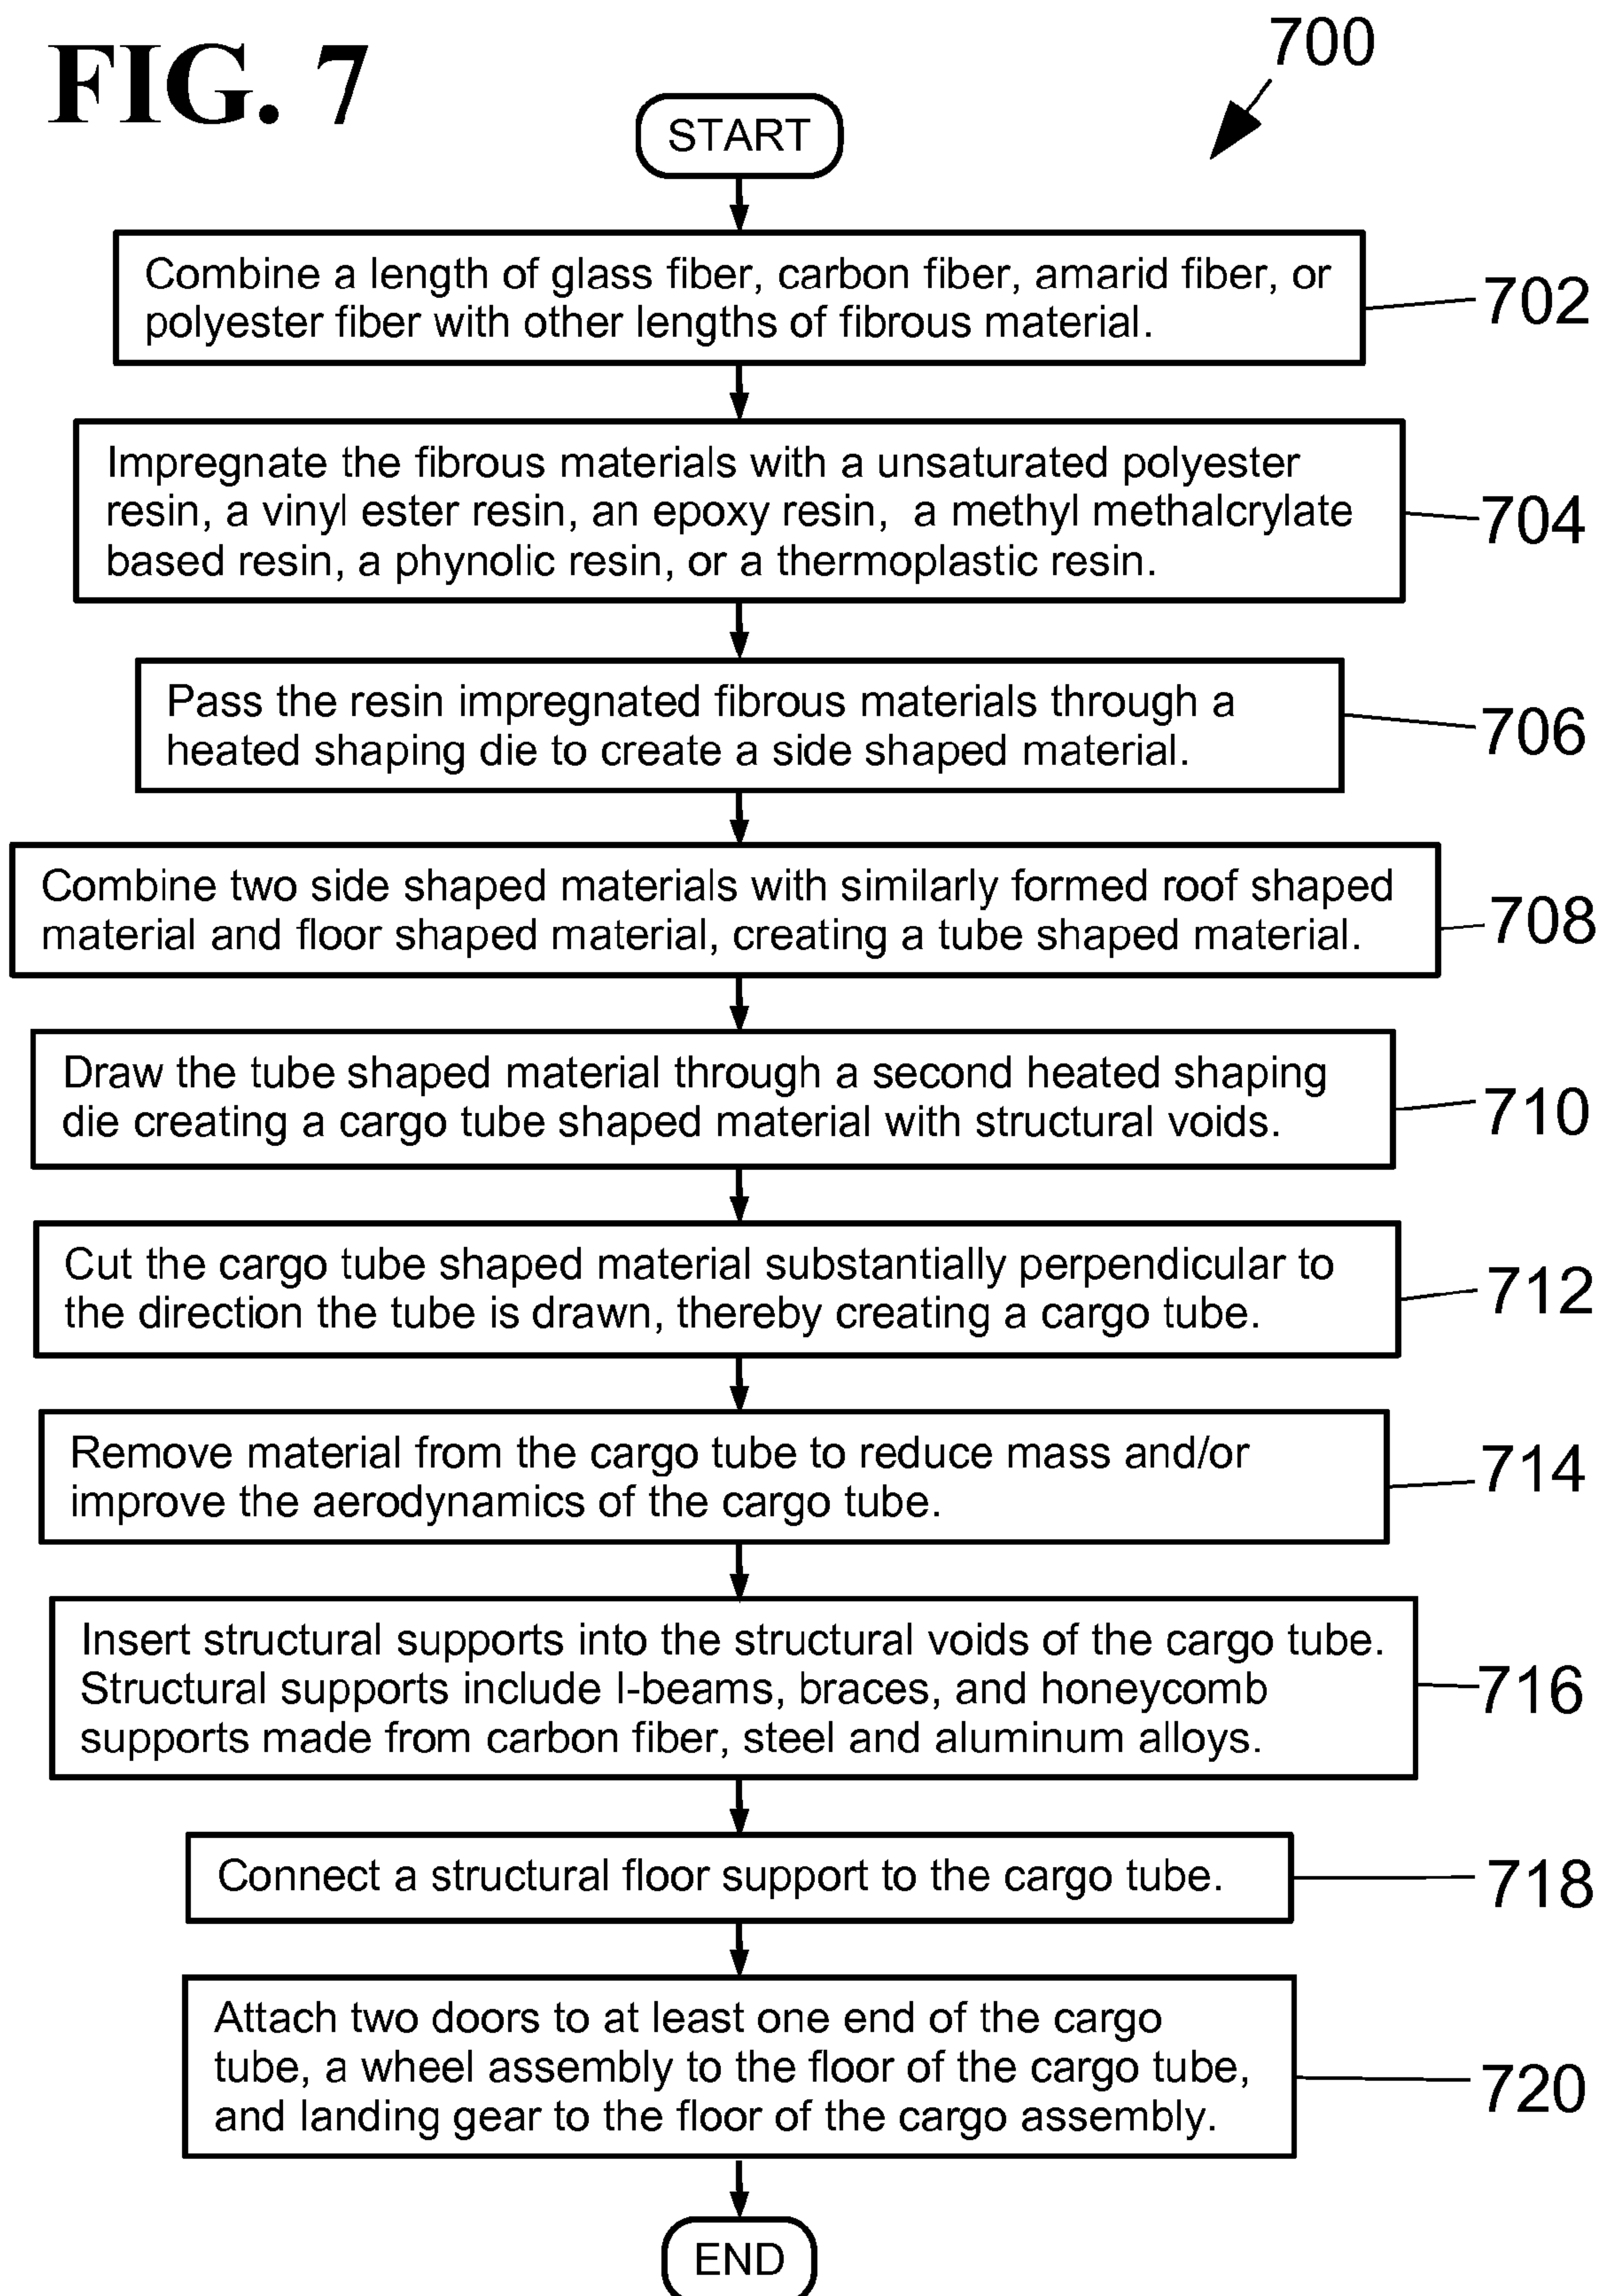 FIG. 7
700
START
Combine a length of glass fiber, carbon fiber, amarid fiber, or
polyester fiber with other lengths of fibrous material.
702
Impregnate the fibrous materials with a unsaturated polyester
resin, a vinyl ester resin, an epoxy resin, a methyl methalcrylate
based resin, a phynolic resin, or a thermoplastic resin.
704
Pass the resin impregnated fibrous materials through a
heated shaping die to create a side shaped material.
706
Combine two side shaped materials with similarly formed roof shaped
material and floor shaped material, creating a tube shaped material.
708
Draw the tube shaped material through a second heated shaping
die creating a cargo tube shaped material with structural voids.
710
Cut the cargo tube shaped material substantially perpendicular to
the direction the tube is drawn, thereby creating a cargo tube.
712
Remove material from the cargo tube to reduce mass and/or
improve the aerodynamics of the cargo tube.
714
Insert structural supports into the structural voids of the cargo tube.
Structural supports include I-beams, braces, and honeycomb
supports made from carbon fiber, steel and aluminum alloys.
716
Connect a structural floor support to the cargo tube.
718
Attach two doors to at least one end of the cargo
tube, a wheel assembly to the floor of the cargo tube,
and landing gear to the floor of the cargo assembly.
720
END